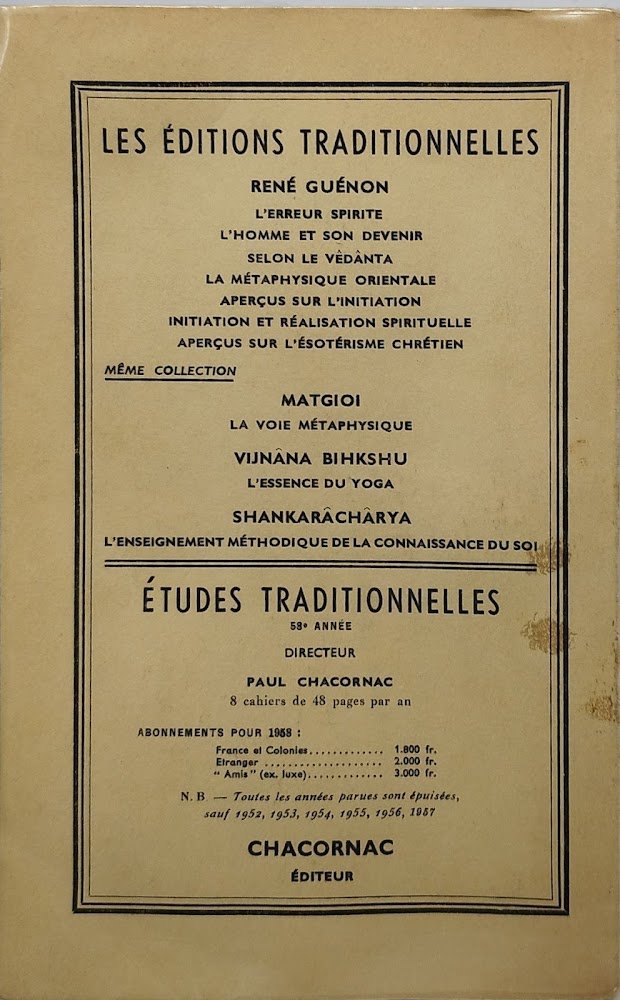 LES ÉDITIONS TRADITIONNELLES
RENÉ GUÉNON
L'ERREUR SPIRITE
L'HOMME ET SON DEVENIR
SELON LE VÊDÂNTA
LA MÉTAPHYSIQUE ORIENTALE
APERÇUS SUR L'INITIATION
INITIATION ET RÉALISATION SPIRITUELLE
APERÇUS SUR L'ÉSOTÉRISME CHRÉTIEN
MÊME COLLECTION
MATGIOI
LA VOIE MÉTAPHYSIQUE
VIJNÂNA BIHKSHU
L'ESSENCE DU YOGA
SHANKARÂCHÂRYA
L'ENSEIGNEMENT MÉTHODIQUE DE LA CONNAISSANCE DU SOI
ÉTUDES TRADITIONNELLES
58e ANNÉE
DIRECTEUR
PAUL CHACORNAC
8 cahiers de 48 pages par an
ABONNEMENTS POUR 1958 :
France et Colonies............. 1.800 fr.
Etranger .................... 2.000 fr.
“ Amis ” (ex. luxe)............. 3.000 fr.
N. B — Toutes les années parues sont épuisées,
sauf 1952, 1953, 1954, 1955, 1956, 1957
CHACORNAC
ÉDITEUR